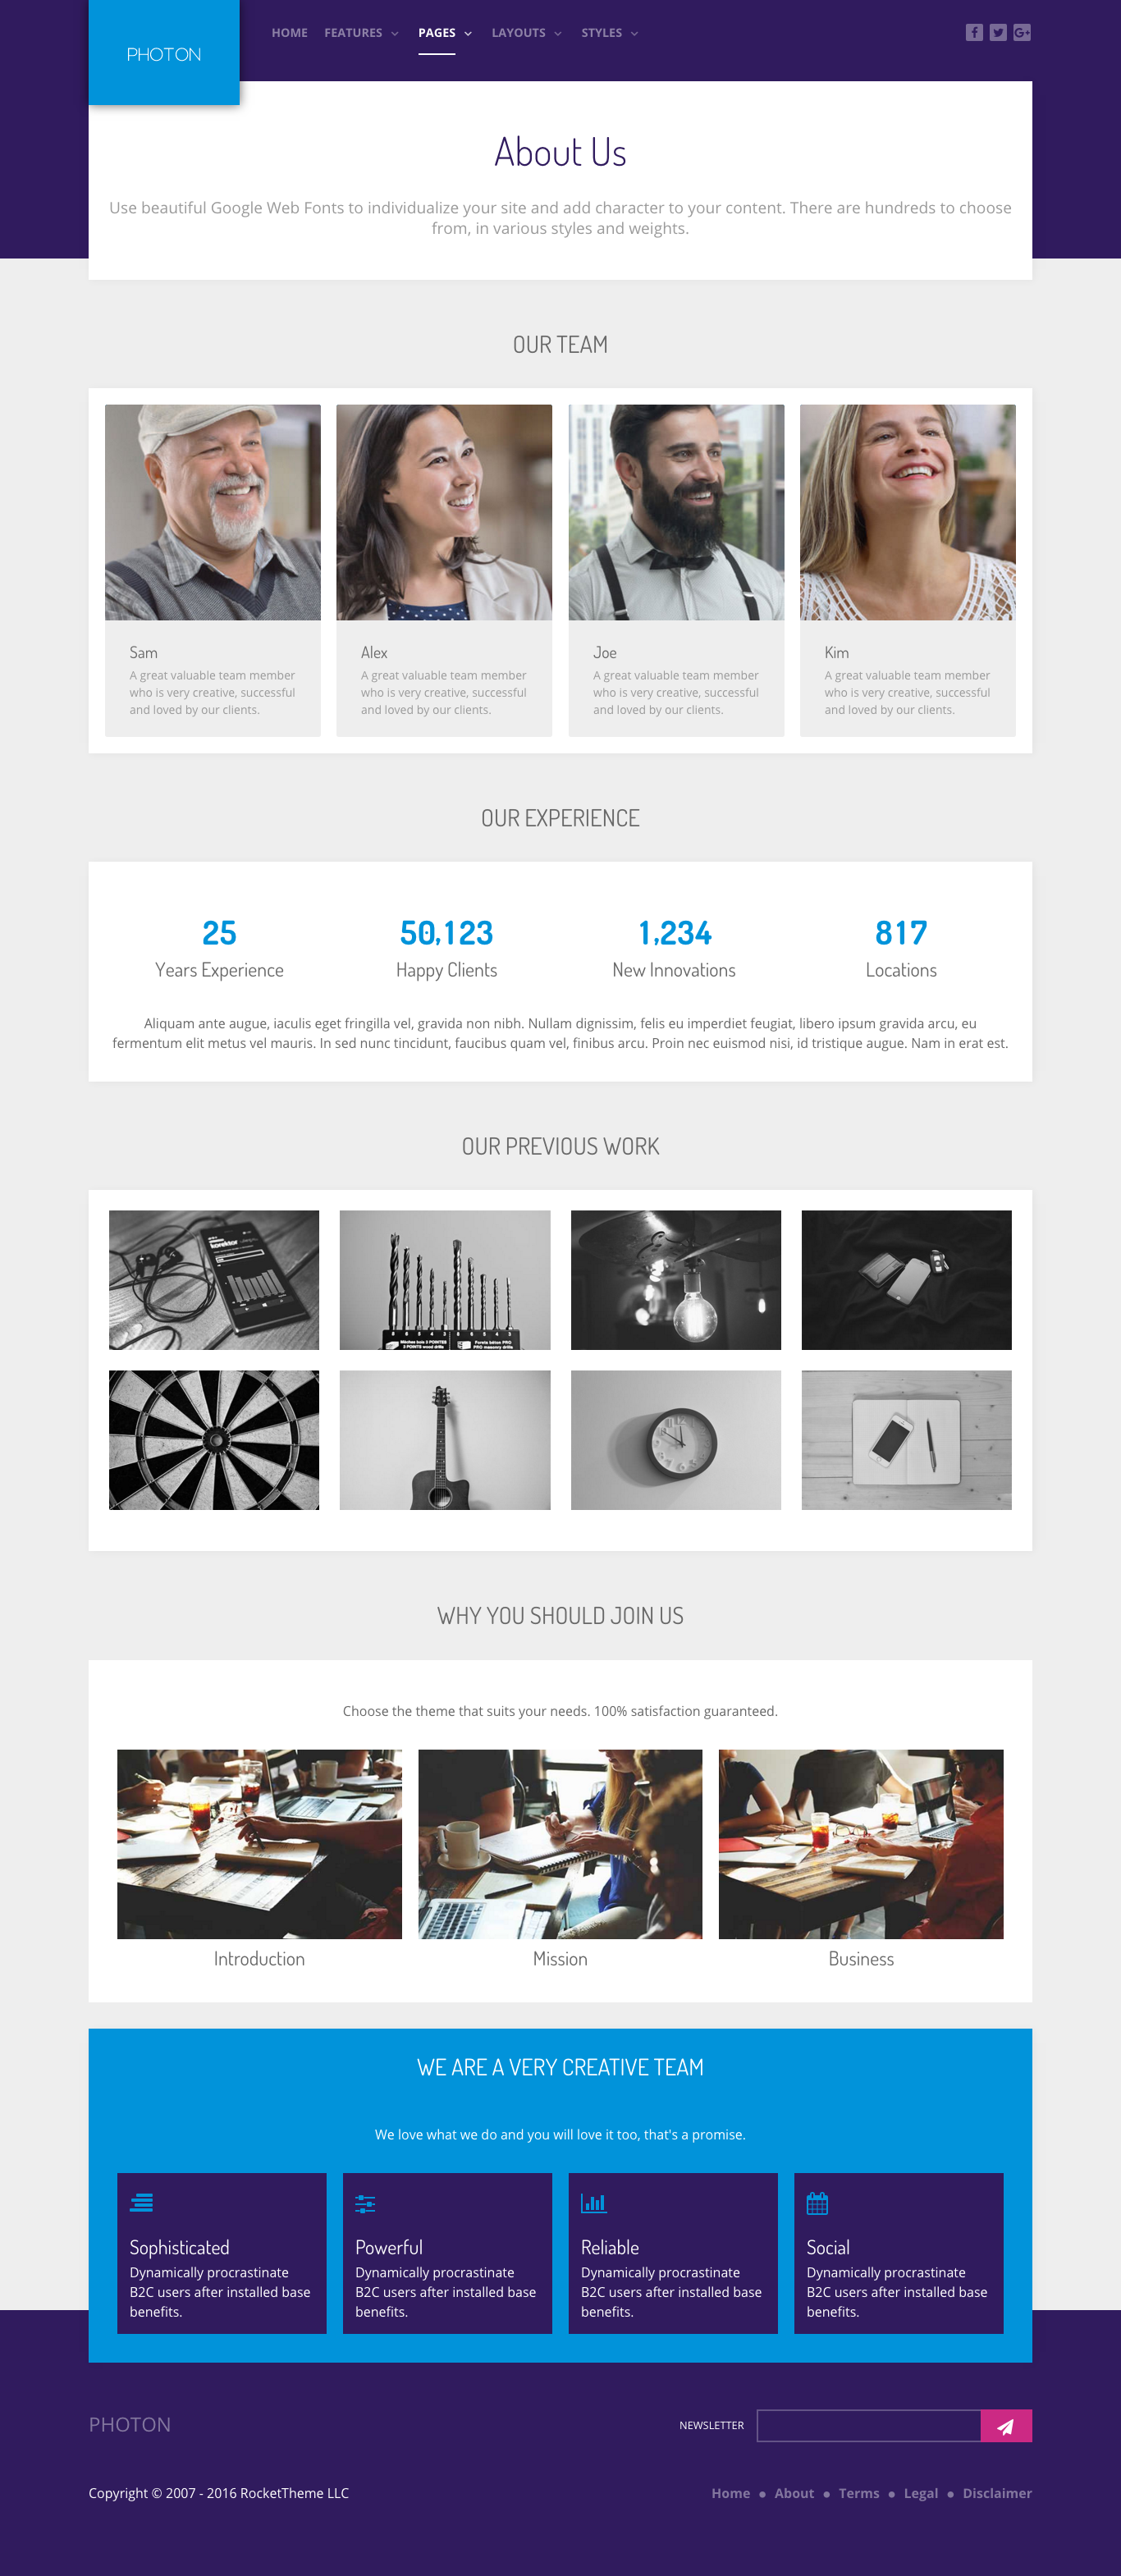 PHOTON
HOME FEATURES PAGES LAYOUTS STYLES
About Us
Use beautiful Google Web Fonts to individualize your site and add character to your content. There are hundreds to choose
from, in various styles and weights.
OUR TEAM
Sam
A great valuable team member
who is very creative, successful
and loved by our clients.
Alex
A great valuable team member
who is very creative, successful
and loved by our clients.
Joe
A great valuable team member
who is very creative, successful
and loved by our clients.
Kim
A great valuable team member
who is very creative, successful
and loved by our clients.
OUR EXPERIENCE
25
Years Experience
50,123
Happy Clients
1,234
New Innovations
817
Locations
Aliquam ante augue, iaculis eget fringilla vel, gravida non nibh. Nullam dignissim, felis eu imperdiet feugiat, libero ipsum gravida arcu, eu
fermentum elit metus vel mauris. In sed nunc tincidunt, faucibus quam vel, finibus arcu. Proin nec euismod nisi, id tristique augue. Nam in erat est.
OUR PREVIOUS WORK
WHY YOU SHOULD JOIN US
Choose the theme that suits your needs. 100% satisfaction guaranteed.
Introduction
Mission
Business
WE ARE A VERY CREATIVE TEAM
We love what we do and you will love it too, that's a promise.
Sophisticated
Dynamically procrastinate
B2C users after installed base
benefits.
Powerful
Dynamically procrastinate
B2C users after installed base
benefits.
Reliable
Dynamically procrastinate
B2C users after installed base
benefits.
Social
Dynamically procrastinate
B2C users after installed base
benefits.
PHOTON
NEWSLETTER
Copyright © 2007 - 2016 RocketTheme LLC
Home ● About ● Terms ● Legal ● Disclaimer